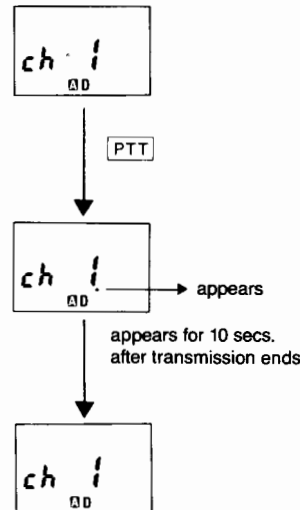 ch 1
AD
PTT
ch 1.
AD
appears
appears for 10 secs.
after transmission ends
ch 1
AD